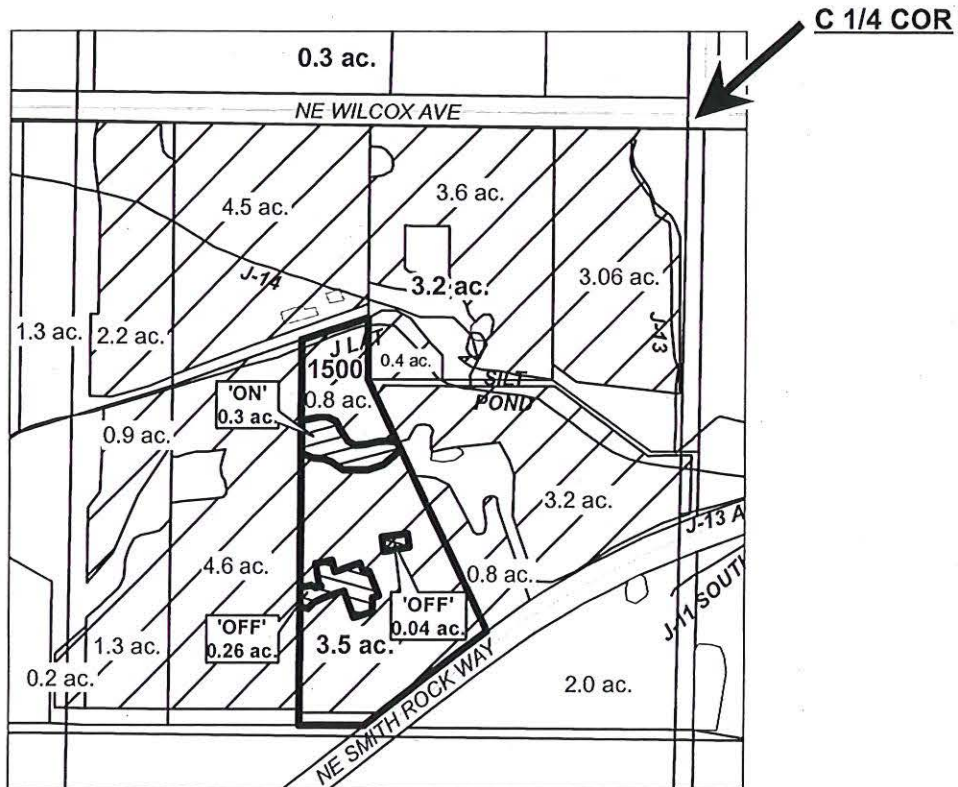 C 1/4 COR
0.3 ac.
NE WILCOX AVE
4.5 ac.
3.6 ac.
J-14
3.2 ac.
3.06 ac.
1.3 ac.
2.2 ac.
J-13
J LAT
1500
0.4 ac.
SILT
POND
'ON'
0.3 ac.
0.8 ac.
0.9 ac.
3.2 ac.
J-13 A
4.6 ac.
0.8 ac.
J-11 SOUTH
'OFF'
0.04 ac.
'OFF'
0.26 ac.
1.3 ac.
3.5 ac.
0.2 ac.
2.0 ac.
NE SMITH ROCK WAY